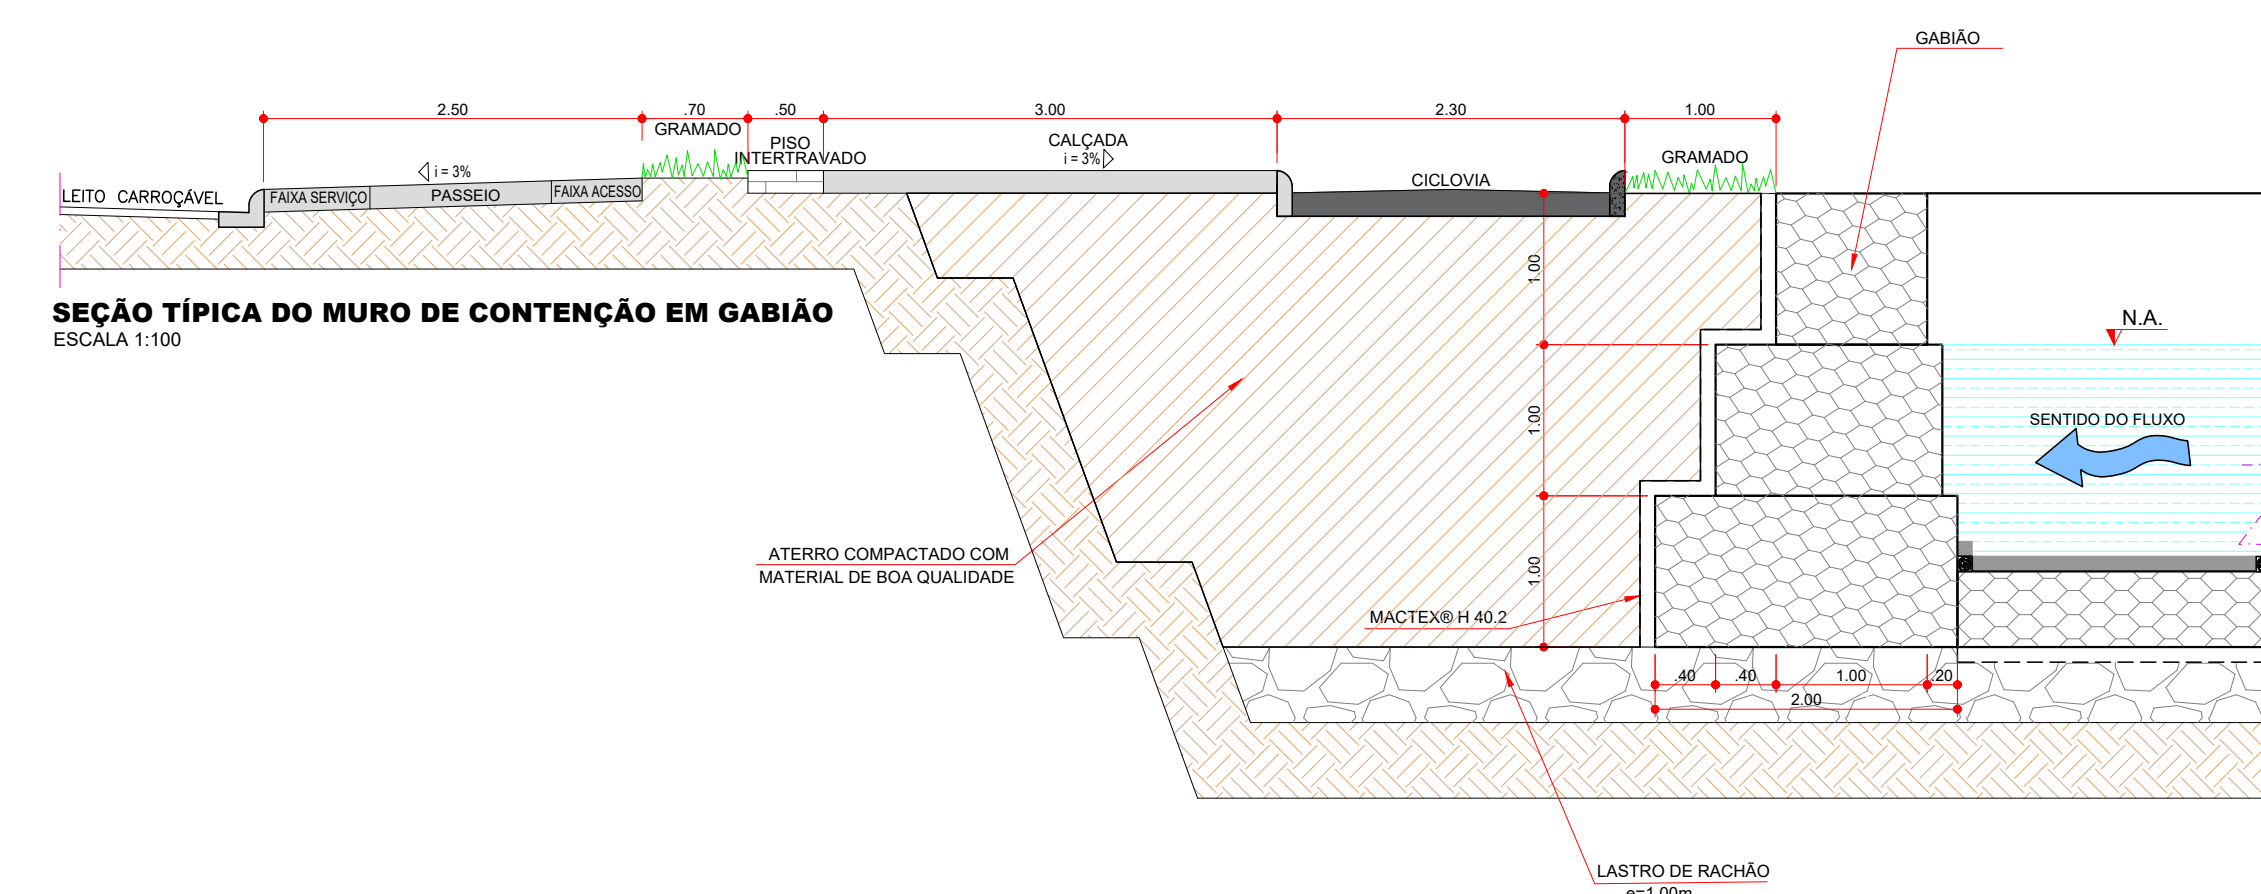 GABIÃO
2.50
.70
.50
3.00
2.30
1.00
GRAMADO
PISO
INTERTRAVADO
CALÇADA
i = 3%
GRAMADO
i = 3%
CICLOVIA
LEITO CARROÇÁVEL
FAIXA SERVIÇO
PASSEIO
FAIXA ACESSO
1.00
SEÇÃO TÍPICA DO MURO DE CONTENÇÃO EM GABIÃO
ESCALA 1:100
N.A.
1.00
SENTIDO DO FLUXO
ATERRO COMPACTADO COM
MATERIAL DE BOA QUALIDADE
1.00
MACTEX® H 40.2
.40
.40
1.00
.20
2.00
LASTRO DE RACHÃO
e=1.00m